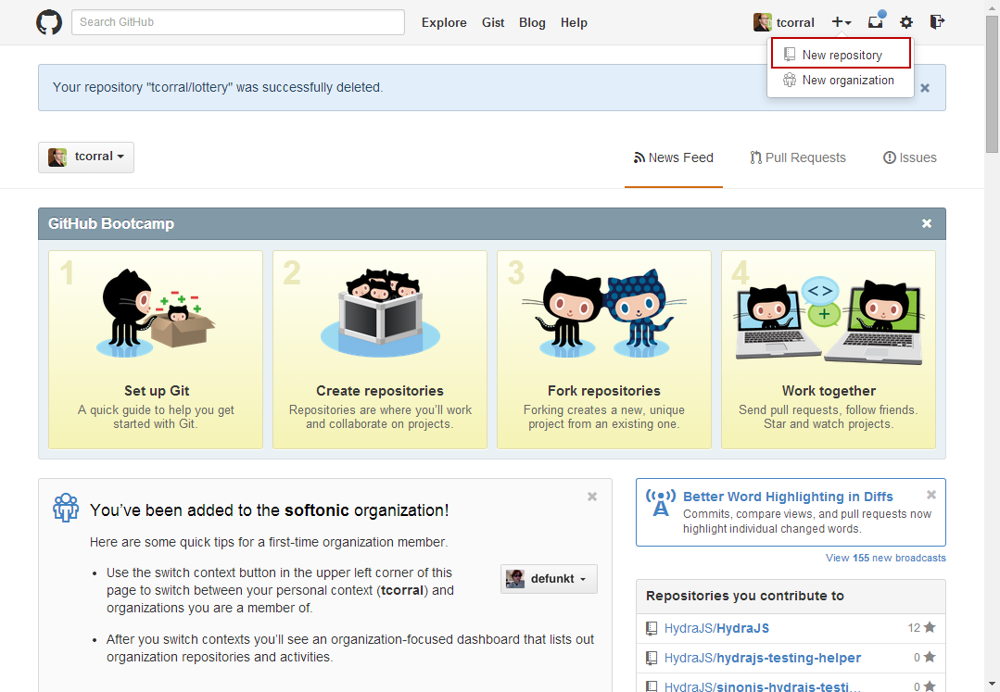 Search GitHub
Explore Gist Blog Help
tcorral
New repository
New organization
Your repository "tcorral/lottery" was successfully deleted.
tcorral
News Feed
Pull Requests
Issues
GitHub Bootcamp
1
Set up Git
A quick guide to help you get
started with Git.
2
Create repositories
Repositories are where you'll work
and collaborate on projects.
3
Fork repositories
Forking creates a new, unique
project from an existing one.
4
Work together
Send pull requests, follow friends.
Star and watch projects.
You've been added to the softonic organization!
Here are some quick tips for a first-time organization member.
• Use the switch context button in the upper left corner of this
page to switch between your personal context (tcorral) and
organizations you are a member of.
defunkt
• After you switch contexts you'll see an organization-focused dashboard that lists out
organization repositories and activities.
Better Word Highlighting in Diffs
Commits, compare views, and pull requests now
highlight individual changed words.
View 155 new broadcasts
Repositories you contribute to
HydraJS/HydraJS 12
HydraJS/hydrajs-testing-helper 0
HydraJS/sinonis-hydrajs-testi... 0